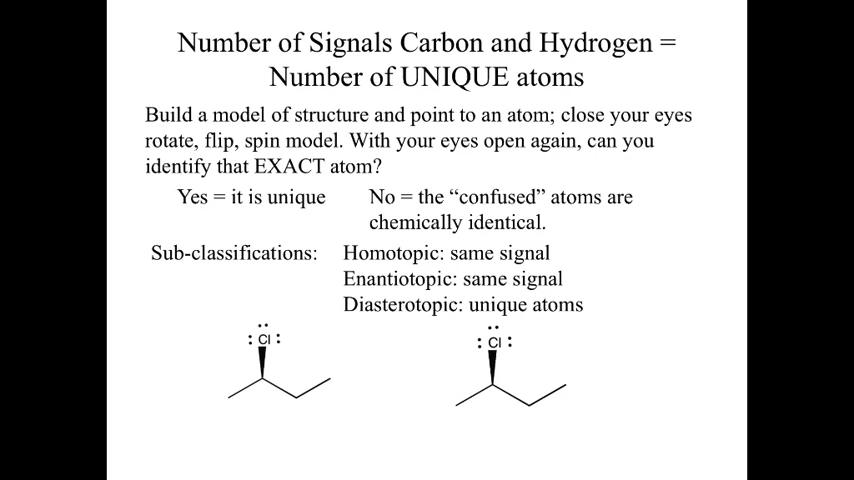 Number of Signals Carbon and Hydrogen =
Number of UNIQUE atoms
Build a model of structure and point to an atom; close your eyes
rotate, flip, spin model. With your eyes open again, can you
identify that EXACT atom?
Yes = it is unique No = the “confused” atoms are
chemically identical.
Sub-classifications: Homotopic: same signal
Enantiotopic: same signal
Diasterotopic: unique atoms
Cl Cl